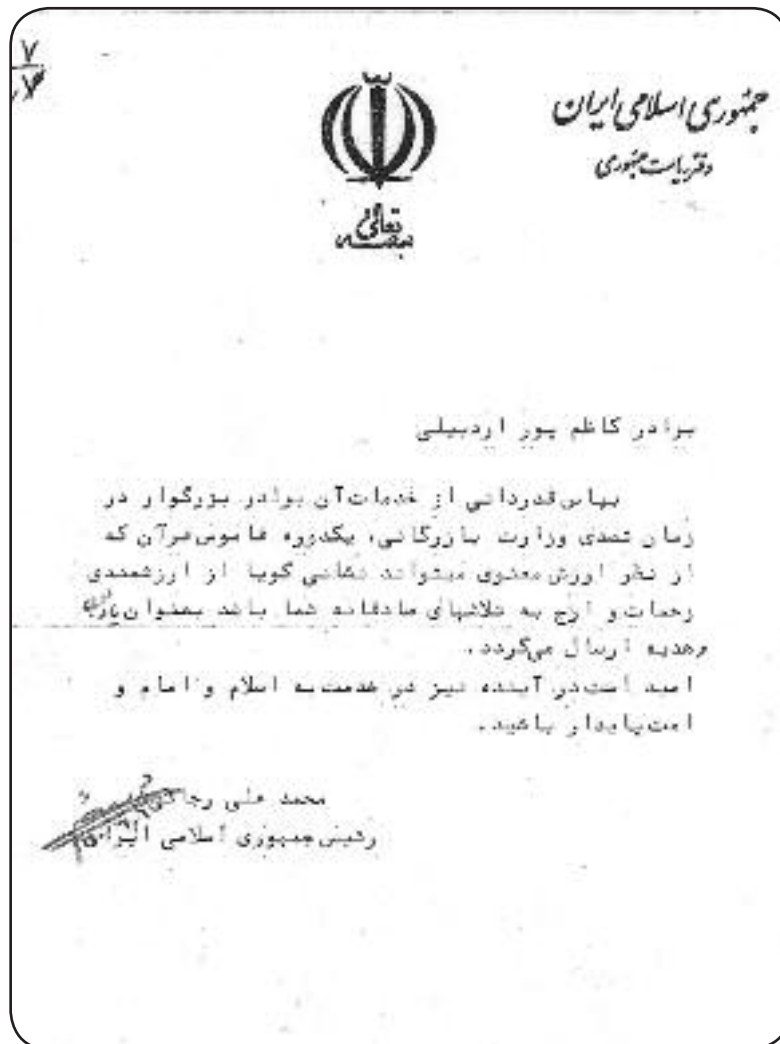 جمهوری اسلامی ایران
دفتر ریاست جمهوری
بسمه تعالی
برادر کاظم پور اردبیلی
بپاس قدردانی از خدمات آن برادر بزرگوار در
زمان تصدی وزارت بازرگانی، یکدوره قاموس قرآن که
از نظر ارزش معنوی میتواند نشانی گویا از ارزشمندی
زحمات و ارج به تلاشهای صادقانه شما باشد بعنوان
وهدیه ارسال میگردد.
امید است در آینده نیز در خدمت به اسلام و امام و
امت پایدار باشید.
محمد علی رجائی
رئیس جمهوری اسلامی ایران